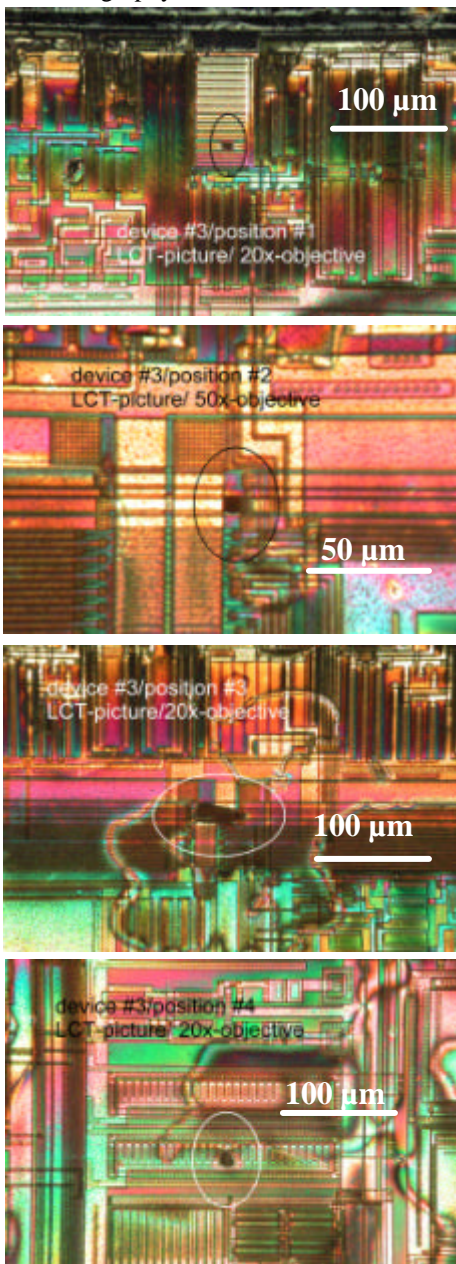 100 µm
device #3/position #1
LCT-picture/ 20x-objective
device #3/position #2
LCT-picture/ 50x-objective
50 µm
device #3/position #3
LCT-picture/20x-objective
100 µm
device #3/position #4
LCT-picture/ 20x-objective
100 µm